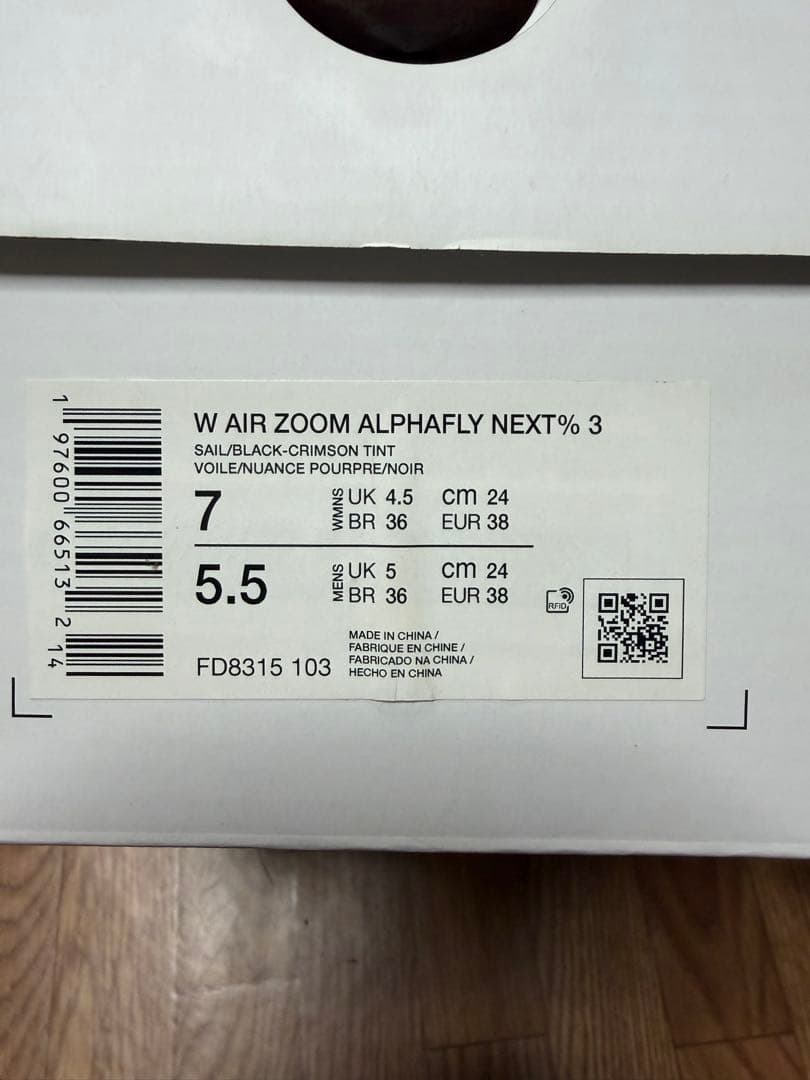 W AIR ZOOM ALPHAFLY NEXT% 3
SAIL/BLACK-CRIMSON TINT
VOILE/NUANCE POURPRE/NOIR
7 WMNS UK 4.5 cm 24
BR 36 EUR 38
5.5 MENS UK 5 cm 24
BR 36 EUR 38
RFID
FD8315 103
MADE IN CHINA /
FABRIQUE EN CHINE /
FABRICADO NA CHINA /
HECHO EN CHINA
1 97600 66513 2 14